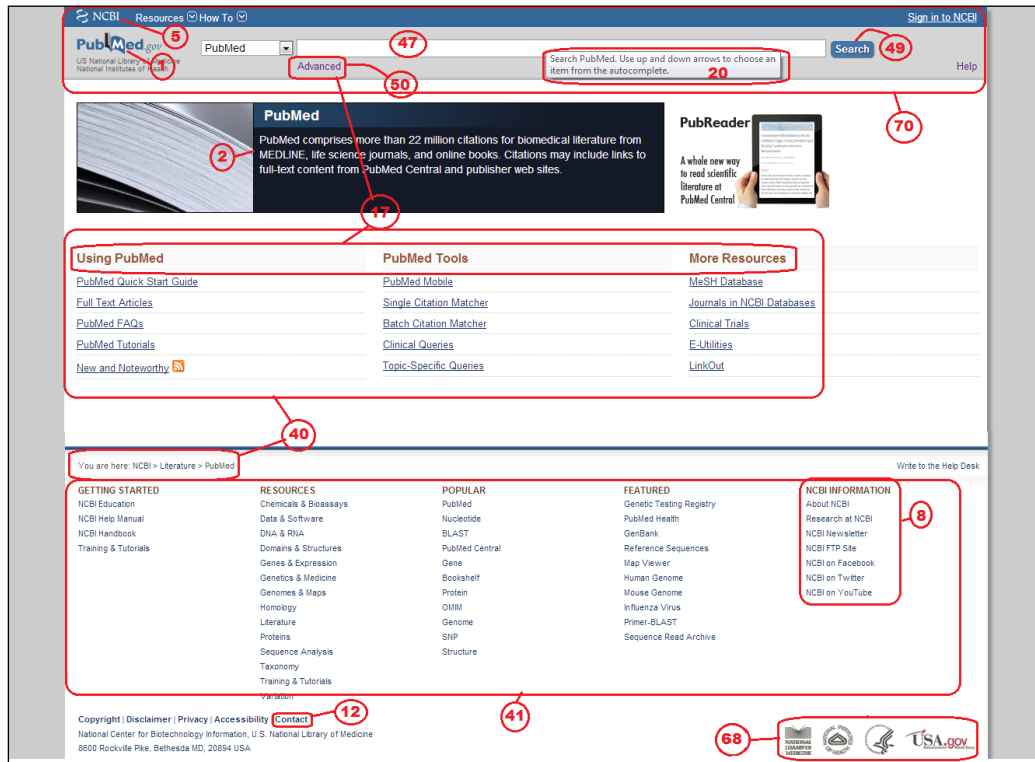 NCBI Resources How To Sign in to NCBI
5
PubMed.gov
US National Library of Medicine
National Institutes of Health
1
PubMed 47 Search 49
Advanced
50
Search PubMed. Use up and down arrows to choose an
item from the autocomplete. 20
Help
70
PubMed
PubMed comprises more than 22 million citations for biomedical literature from
MEDLINE, life science journals, and online books. Citations may include links to
full-text content from PubMed Central and publisher web sites.
2
PubReader
A whole new way
to read scientific
literature at
PubMed Central
17
Using PubMed
PubMed Quick Start Guide
Full Text Articles
PubMed FAQs
PubMed Tutorials
New and Noteworthy
PubMed Tools
PubMed Mobile
Single Citation Matcher
Batch Citation Matcher
Clinical Queries
Topic-Specific Queries
More Resources
MeSH Database
Journals in NCBI Databases
Clinical Trials
E-Utilities
LinkOut
40
You are here: NCBI > Literature > PubMed
Write to the Help Desk
GETTING STARTED
NCBI Education
NCBI Help Manual
NCBI Handbook
Training & Tutorials
RESOURCES
Chemicals & Bioassays
Data & Software
DNA & RNA
Domains & Structures
Genes & Expression
Genetics & Medicine
Genomes & Maps
Homology
Literature
Proteins
Sequence Analysis
Taxonomy
Training & Tutorials
Variation
POPULAR
PubMed
Nucleotide
BLAST
PubMed Central
Gene
Bookshelf
Protein
OMIM
Genome
SNP
Structure
FEATURED
Genetic Testing Registry
PubMed Health
GenBank
Reference Sequences
Map Viewer
Human Genome
Mouse Genome
Influenza Virus
Primer-BLAST
Sequence Read Archive
NCBI INFORMATION
About NCBI
Research at NCBI
NCBI Newsletter
NCBI FTP Site
NCBI on Facebook
NCBI on Twitter
NCBI on YouTube
8
41
12
Copyright | Disclaimer | Privacy | Accessibility | Contact
National Center for Biotechnology Information, U.S. National Library of Medicine
8600 Rockville Pike, Bethesda MD, 20894 USA
68
NATIONAL
LIBRARY OF
MEDICINE
USA.gov